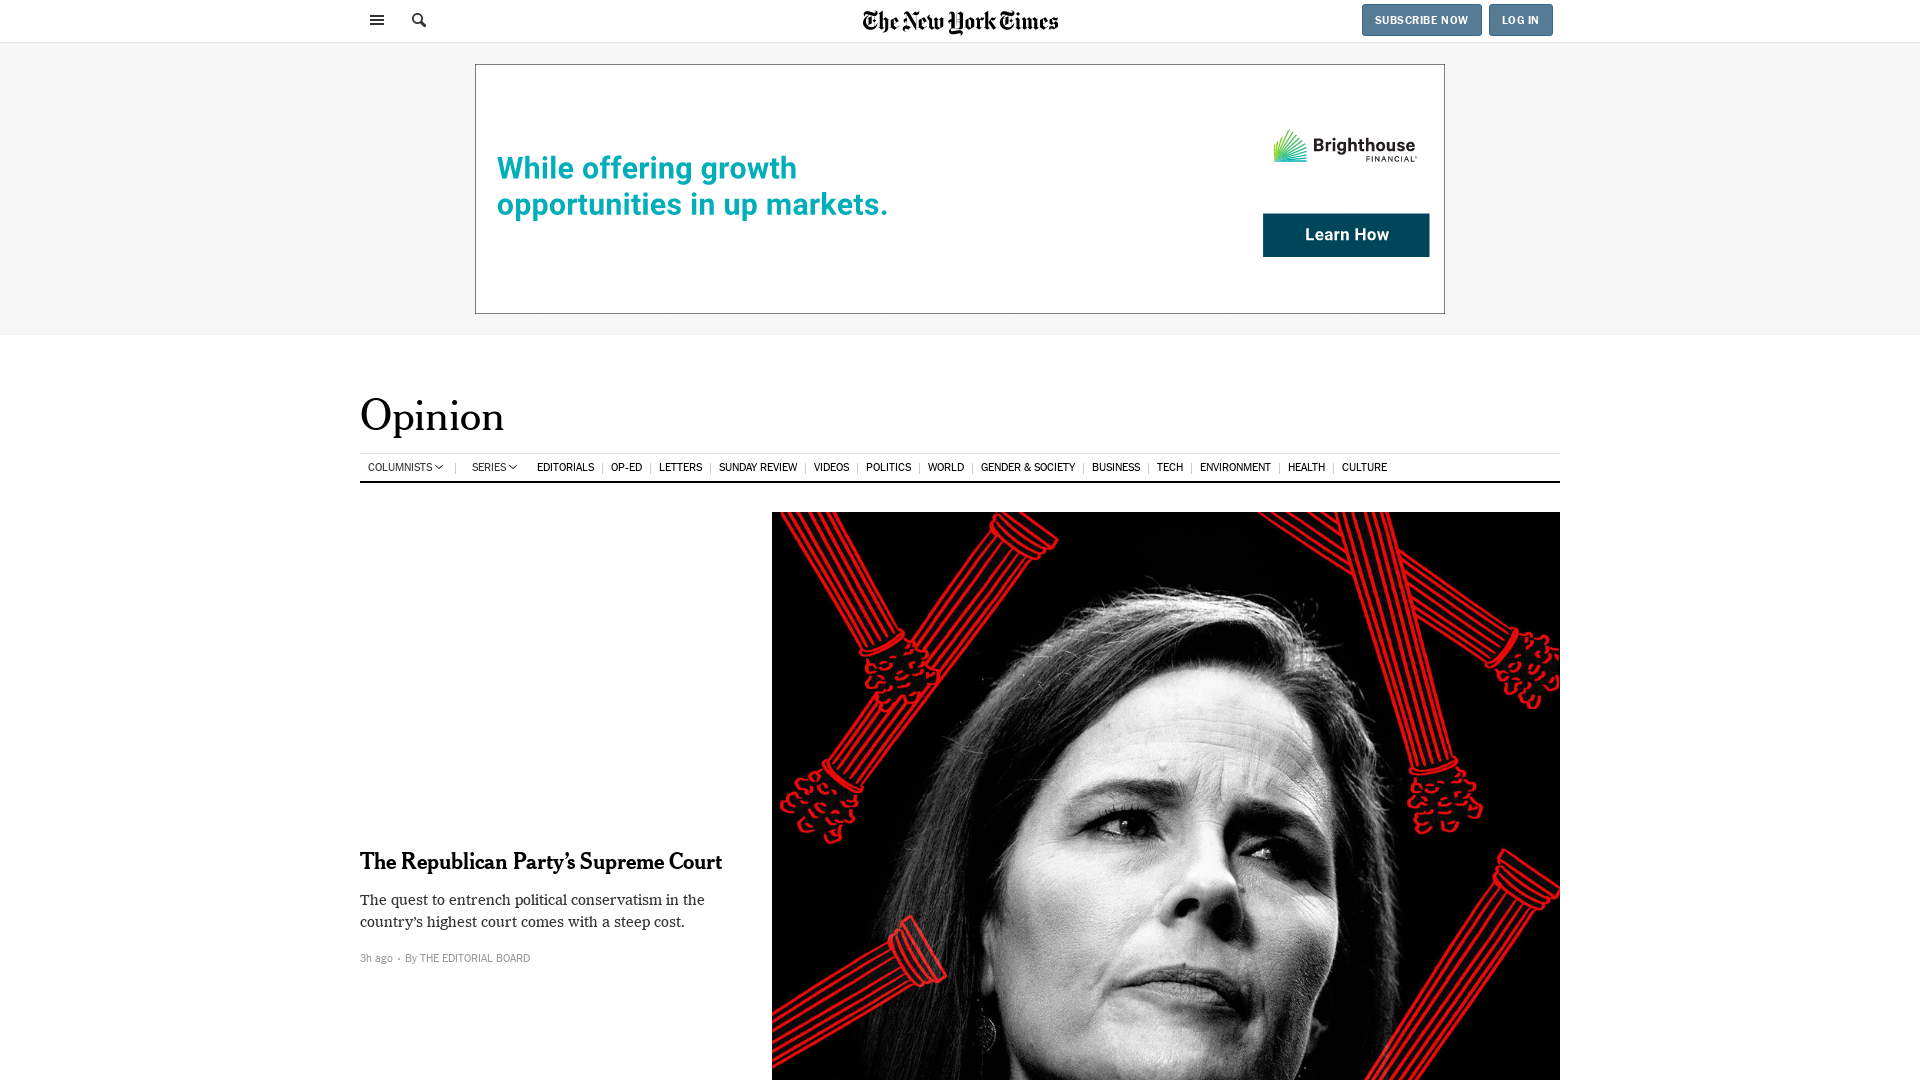 The New York Times
SUBSCRIBE NOW
LOG IN
While offering growth
opportunities in up markets.
Brighthouse
FINANCIAL
Learn How
Opinion
COLUMNISTS SERIES EDITORIALS OP-ED LETTERS SUNDAY REVIEW VIDEOS POLITICS WORLD GENDER & SOCIETY BUSINESS TECH ENVIRONMENT HEALTH CULTURE
The Republican Party’s Supreme Court
The quest to entrench political conservatism in the
country’s highest court comes with a steep cost.
3h ago · By THE EDITORIAL BOARD